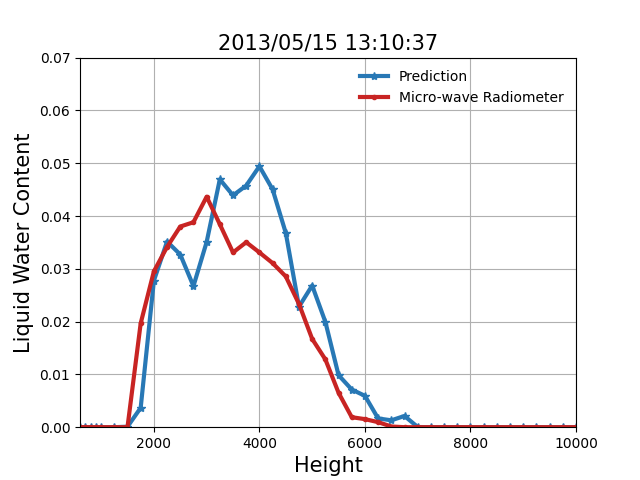 2013/05/15 13:10:37
Prediction
Micro-wave Radiometer
Liquid Water Content
0.07
0.06
0.05
0.04
0.03
0.02
0.01
0.00
2000 4000 6000 8000 10000
Height